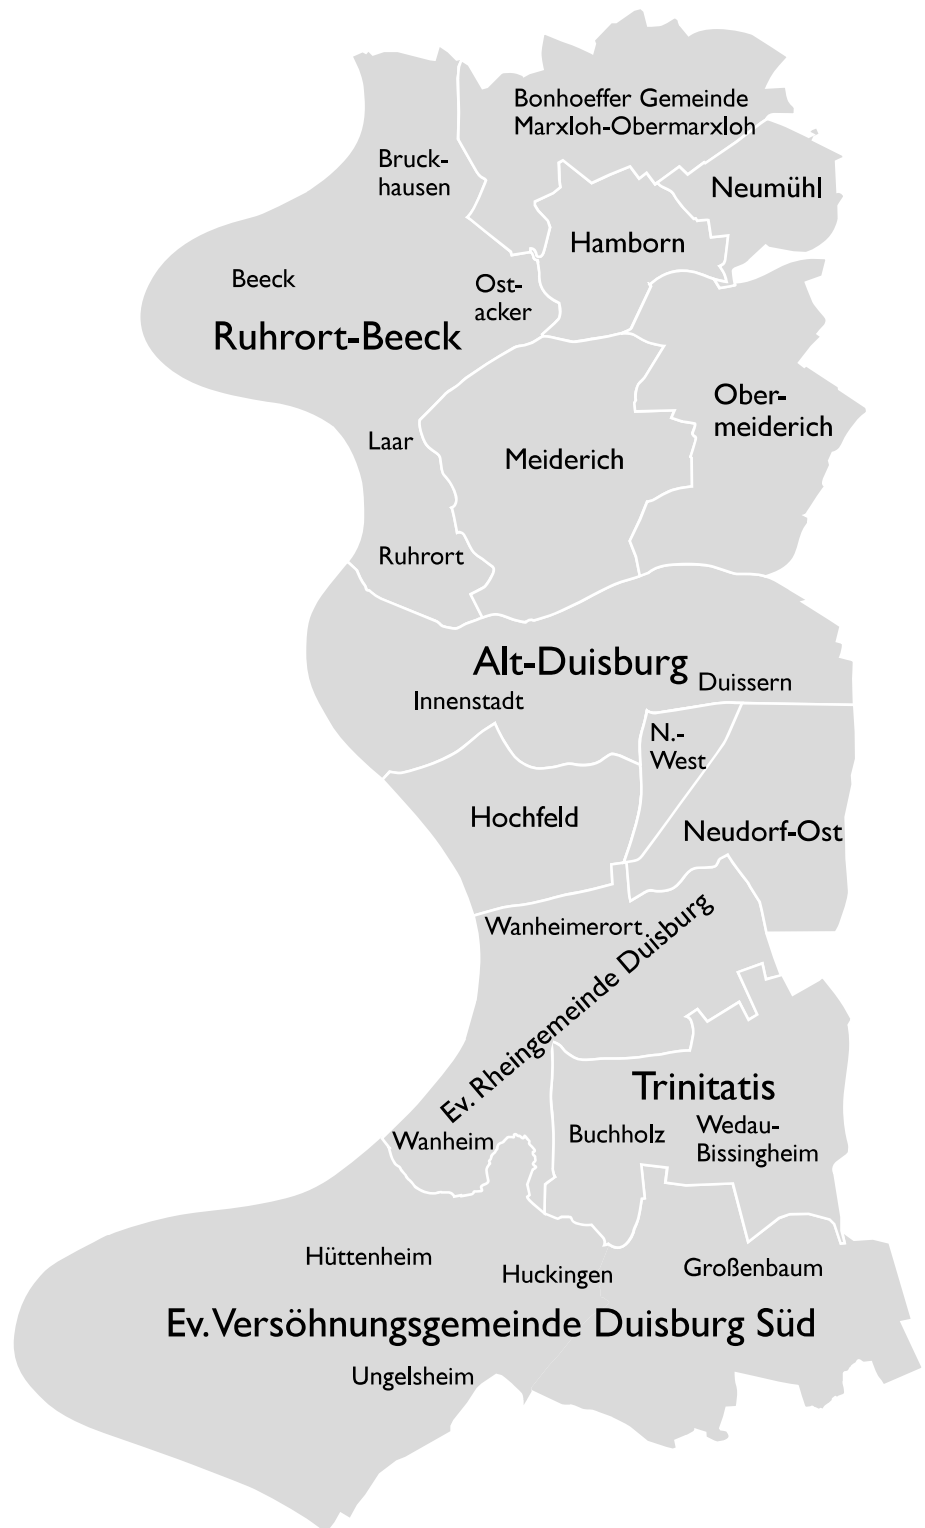 Bonhoeffer Gemeinde
Marxloh-Obermarxloh
Bruck-
hausen
Neumühl
Hamborn
Beeck
Ost-
acker
Ruhrort-Beeck
Ober-
meiderich
Laar
Meiderich
Ruhrort
Alt-Duisburg
Duissern
Innenstadt
N.-
West
Hochfeld
Neudorf-Ost
Wanheimerort
Ev. Rheingemeinde Duisburg
Trinitatis
Wanheim
Buchholz
Wedau-
Bissingheim
Hüttenheim
Huckingen
Großenbaum
Ev. Versöhnungsgemeinde Duisburg Süd
Ungelsheim